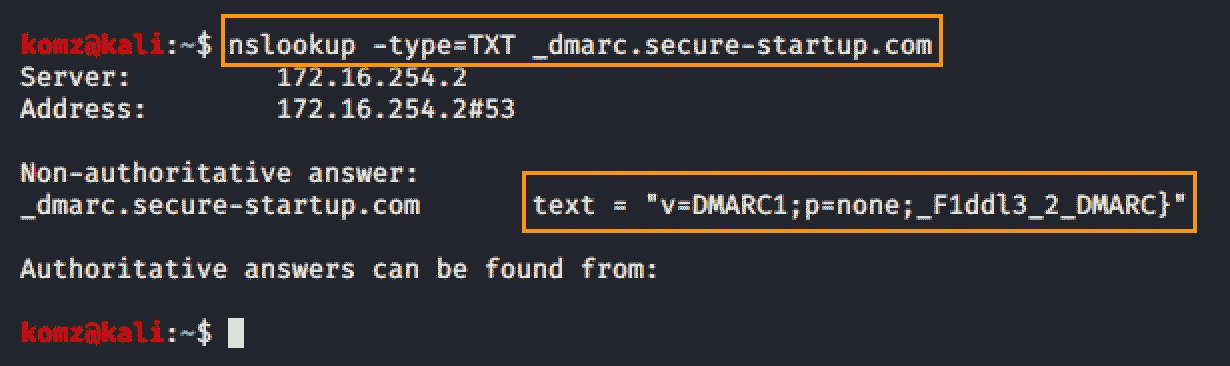 komz@kali:~$ nslookup -type=TXT _dmarc.secure-startup.com
Server: 172.16.254.2
Address: 172.16.254.2#53
Non-authoritative answer:
_dmarc.secure-startup.com text = "v=DMARC1;p=none;_F1ddl3_2_DMARC}"
Authoritative answers can be found from:
komz@kali:~$